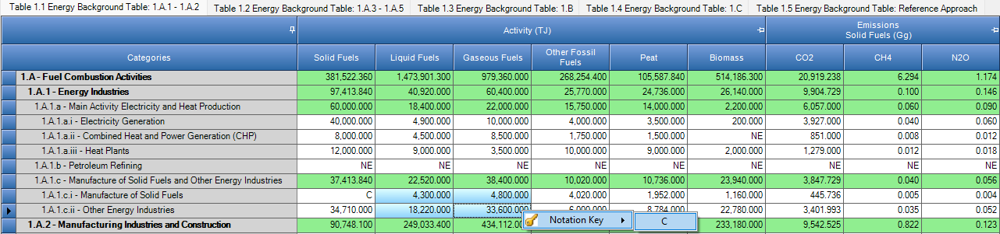 Table 1.1 Energy Background Table: 1.A.1 - 1.A.2 Table 1.2 Energy Background Table: 1.A.3 - 1.A.5 Table 1.3 Energy Background Table: 1.B Table 1.4 Energy Background Table: 1.C Table 1.5 Energy Background Table: Reference Approach
Activity (TJ) Emissions
Solid Fuels (Gg)
Categories Solid Fuels Liquid Fuels Gaseous Fuels Other Fossil Fuels Peat Biomass CO2 CH4 N2O
1.A - Fuel Combustion Activities 381,522.360 1,473,901.300 979,360.000 268,254.400 105,587.840 514,186.300 20,919.238 6.294 1.174
1.A.1 - Energy Industries 97,413.840 40,920.000 60,400.000 25,770.000 24,736.000 26,140.000 9,904.729 0.100 0.146
1.A.1.a - Main Activity Electricity and Heat Production 60,000.000 18,400.000 22,000.000 15,750.000 14,000.000 2,200.000 6,057.000 0.060 0.090
1.A.1.a.i - Electricity Generation 40,000.000 4,900.000 10,000.000 4,000.000 3,500.000 200.000 3,927.000 0.040 0.060
1.A.1.a.ii - Combined Heat and Power Generation (CHP) 8,000.000 4,500.000 8,500.000 1,750.000 1,500.000 NE 851.000 0.008 0.012
1.A.1.a.iii - Heat Plants 12,000.000 9,000.000 3,500.000 10,000.000 9,000.000 2,000.000 1,279.000 0.012 0.018
1.A.1.b - Petroleum Refining NE NE NE NE NE NE NE NE NE
1.A.1.c - Manufacture of Solid Fuels and Other Energy Industries 37,413.840 22,520.000 38,400.000 10,020.000 10,736.000 23,940.000 3,847.729 0.040 0.056
1.A.1.c.i - Manufacture of Solid Fuels C 4,300.000 4,800.000 4,020.000 1,952.000 1,160.000 445.736 0.005 0.004
1.A.1.c.ii - Other Energy Industries 34,710.000 18,220.000 33,600.000 6,000.000 8,784.000 22,780.000 3,401.993 0.035 0.052
1.A.2 - Manufacturing Industries and Construction 90,748.100 249,033.400 434,112.00 Notation Key C 233,180.000 9,542.525 0.822 0.123